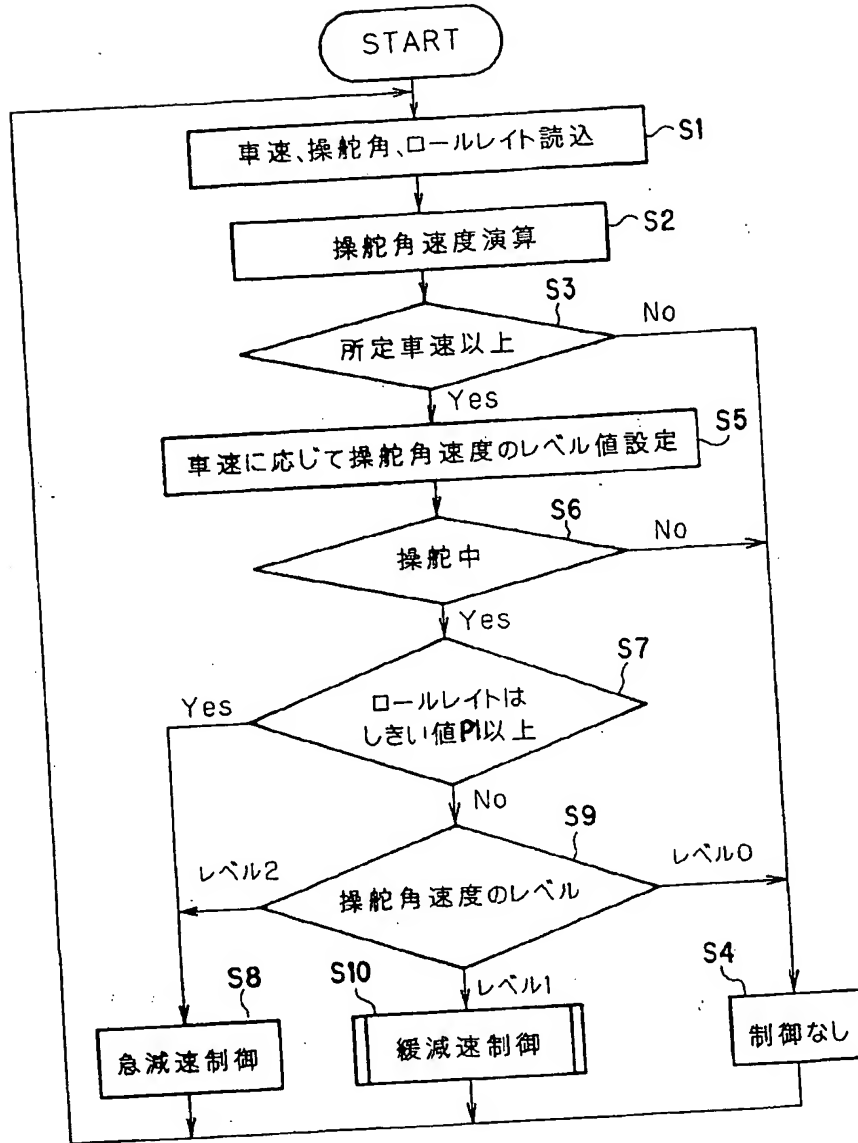 START
車速、操舵角、ロールレイト読込
S1
操舵角速度演算
S2
S3
No
所定車速以上
Yes
車速に応じて操舵角速度のレベル値設定
S5
S6
No
操舵中
Yes
S7
Yes
ロールレイトは
しきい値P1以上
No
S9
レベル2
操舵角速度のレベル
レベル0
S8
S10
レベル1
S4
急減速制御
緩減速制御
制御なし